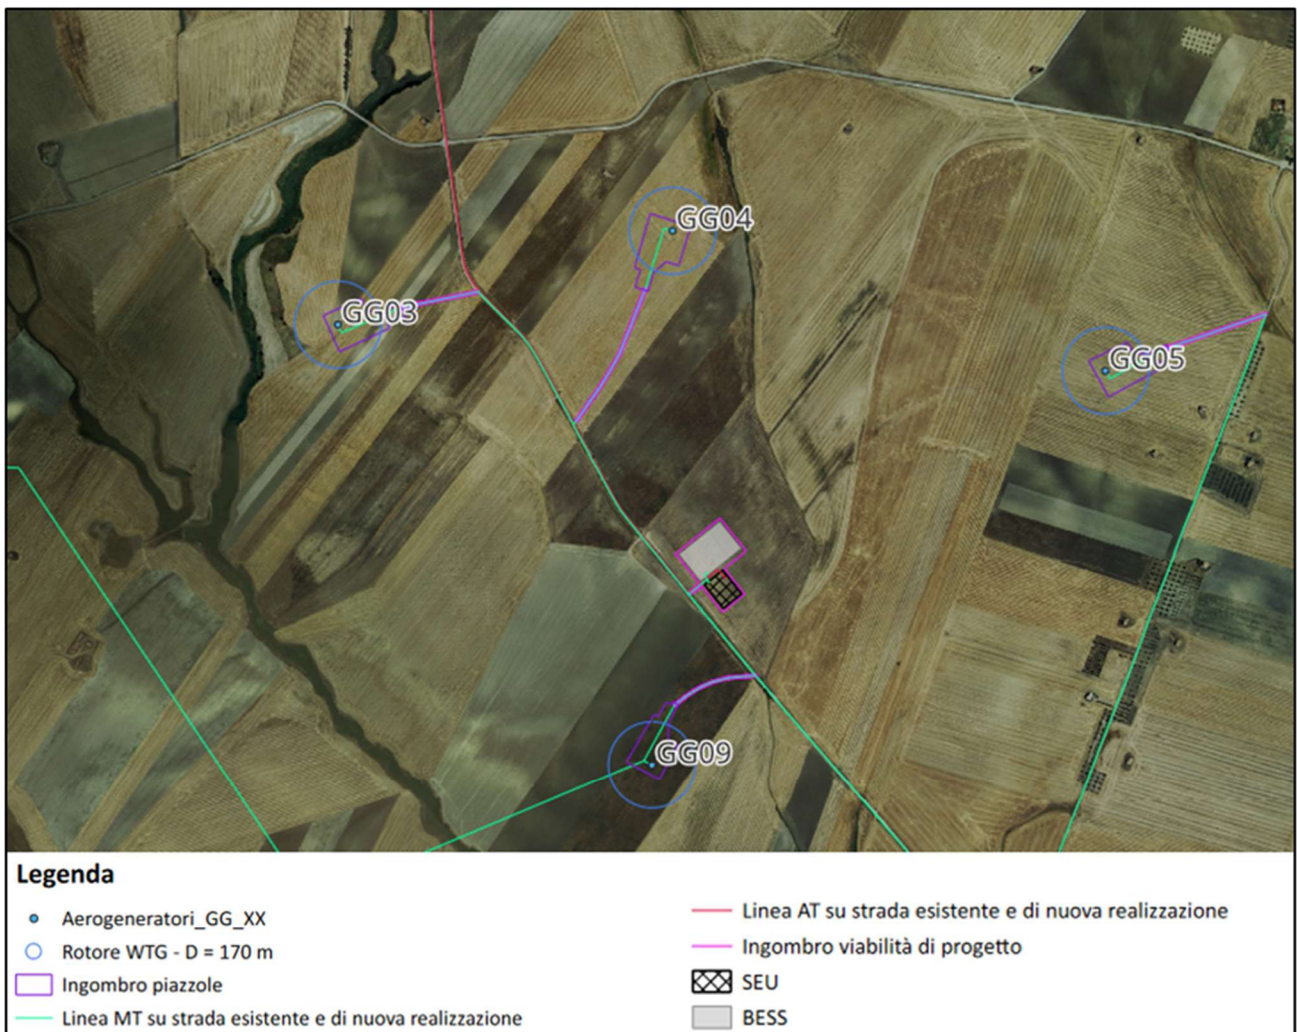 GG04
GG03
GG05
GG09
Legenda
Aerogeneratori_GG_XX
Rotore WTG - D = 170 m
Ingombro piazzole
Linea MT su strada esistente e di nuova realizzazione
Linea AT su strada esistente e di nuova realizzazione
Ingombro viabilità di progetto
SEU
BESS